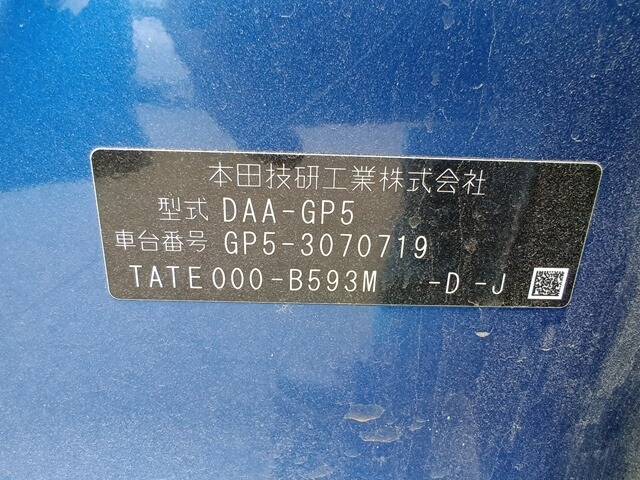 本田技研工業株式会社
型式 DAA-GP5
車台番号 GP5-3070719
TATE000-B593M -D-J